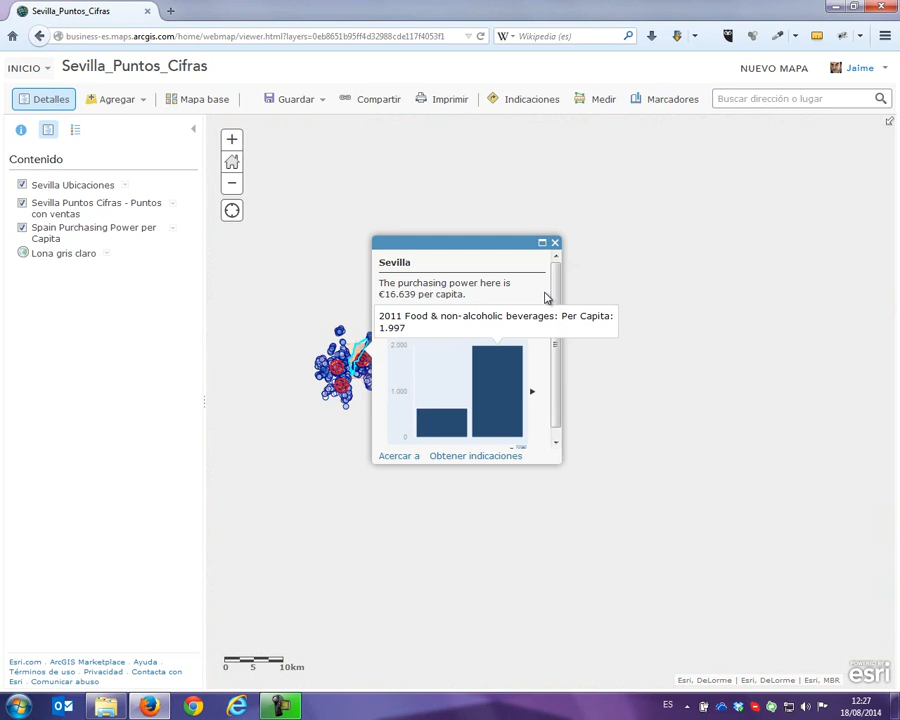 Sevilla_Puntos_Cifras
business-es.maps.arcgis.com/home/webmap/viewer.html?layers=0eb8651b95ff4d32988cde117f4053f1
Wikipedia (es)
INICIO
Sevilla_Puntos_Cifras
NUEVO MAPA
Jaime
Detalles
Agregar
Mapa base
Guardar
Compartir
Imprimir
Indicaciones
Medir
Marcadores
Buscar dirección o lugar
Contenido
Sevilla Ubicaciones
Sevilla Puntos Cifras - Puntos
con ventas
Spain Purchasing Power per
Capita
Lona gris claro
Sevilla
The purchasing power here is
€16.639 per capita.
2011 Food & non-alcoholic beverages: Per Capita:
1.997
2.000
1.000
0
Acercar a
Obtener indicaciones
0 5 10km
Esri.com . ArcGIS Marketplace . Ayuda .
Términos de uso . Privacidad . Contacta con
Esri . Comunicar abuso
Esri, DeLorme | Esri, DeLorme | Esri, MBR
POWERED BY
esri
ES
12:27
18/08/2014